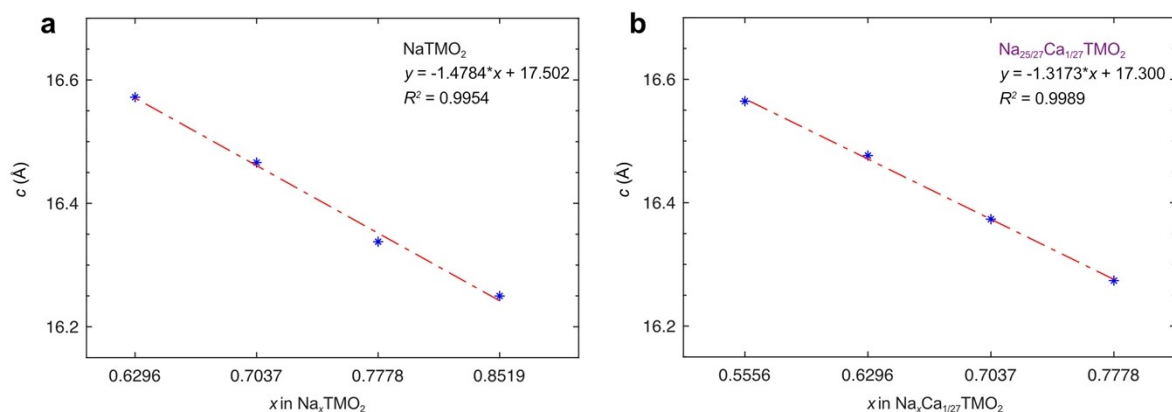 a
NaTMO₂
y = -1.4784*x + 17.502
R² = 0.9954
16.6
16.4
16.2
c (Å)
0.6296 0.7037 0.7778 0.8519
x in NaₓTMO₂
b
Na₂₅/₂₇Ca₁/₂₇TMO₂
y = -1.3173*x + 17.300
R² = 0.9989
16.6
16.4
16.2
c (Å)
0.5556 0.6296 0.7037 0.7778
x in NaₓCa₁/₂₇TMO₂